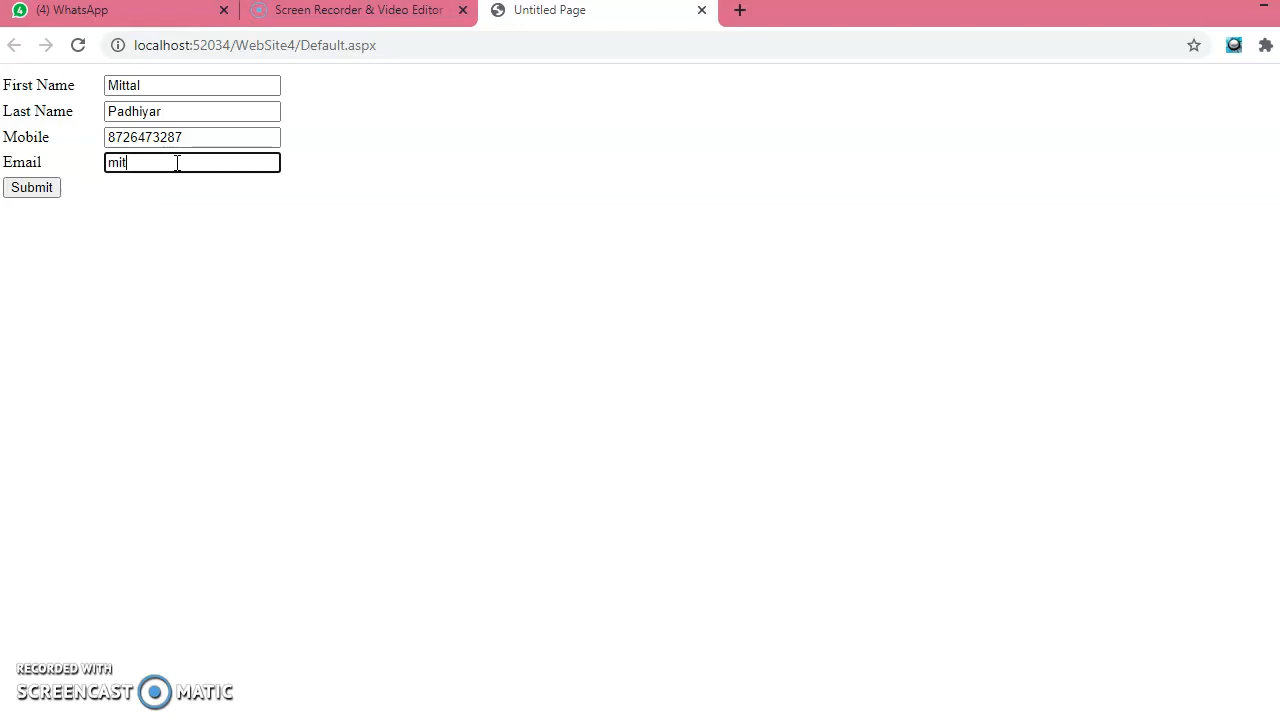 (4) WhatsApp Screen Recorder & Video Editor Untitled Page
localhost:52034/WebSite4/Default.aspx
First Name Mittal
Last Name Padhiyar
Mobile 8726473287
Email mit
Submit
RECORDED WITH
SCREENCAST MATIC